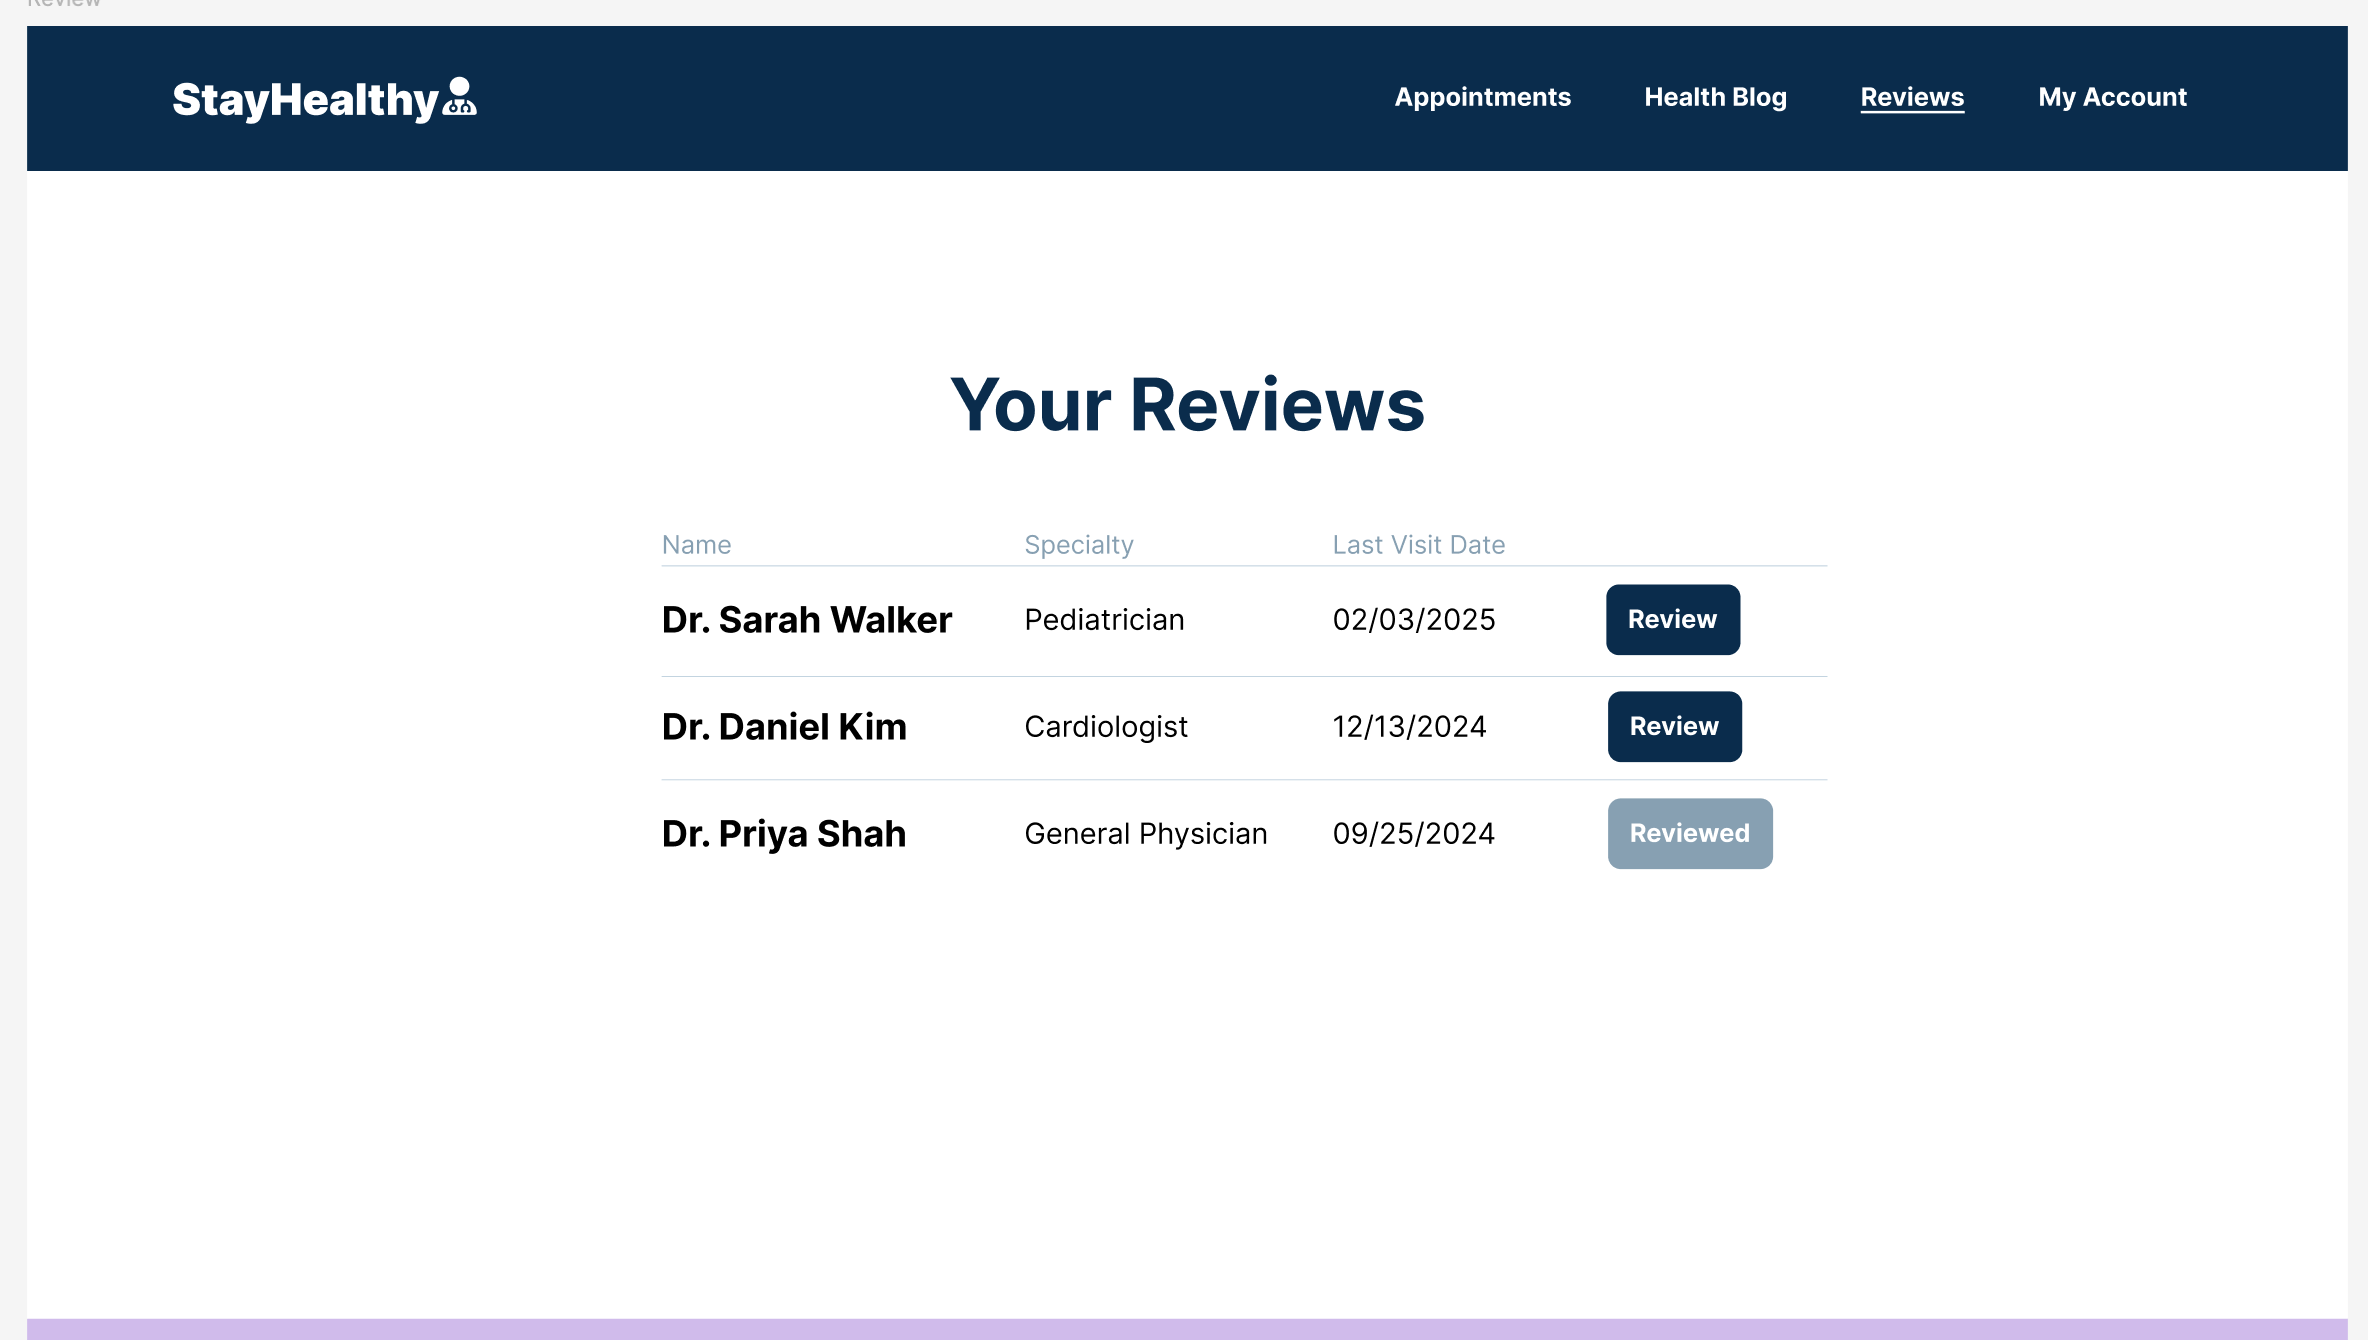 Review
StayHealthy
Appointments Health Blog Reviews My Account
Your Reviews
Name Specialty Last Visit Date
Dr. Sarah Walker Pediatrician 02/03/2025 Review
Dr. Daniel Kim Cardiologist 12/13/2024 Review
Dr. Priya Shah General Physician 09/25/2024 Reviewed